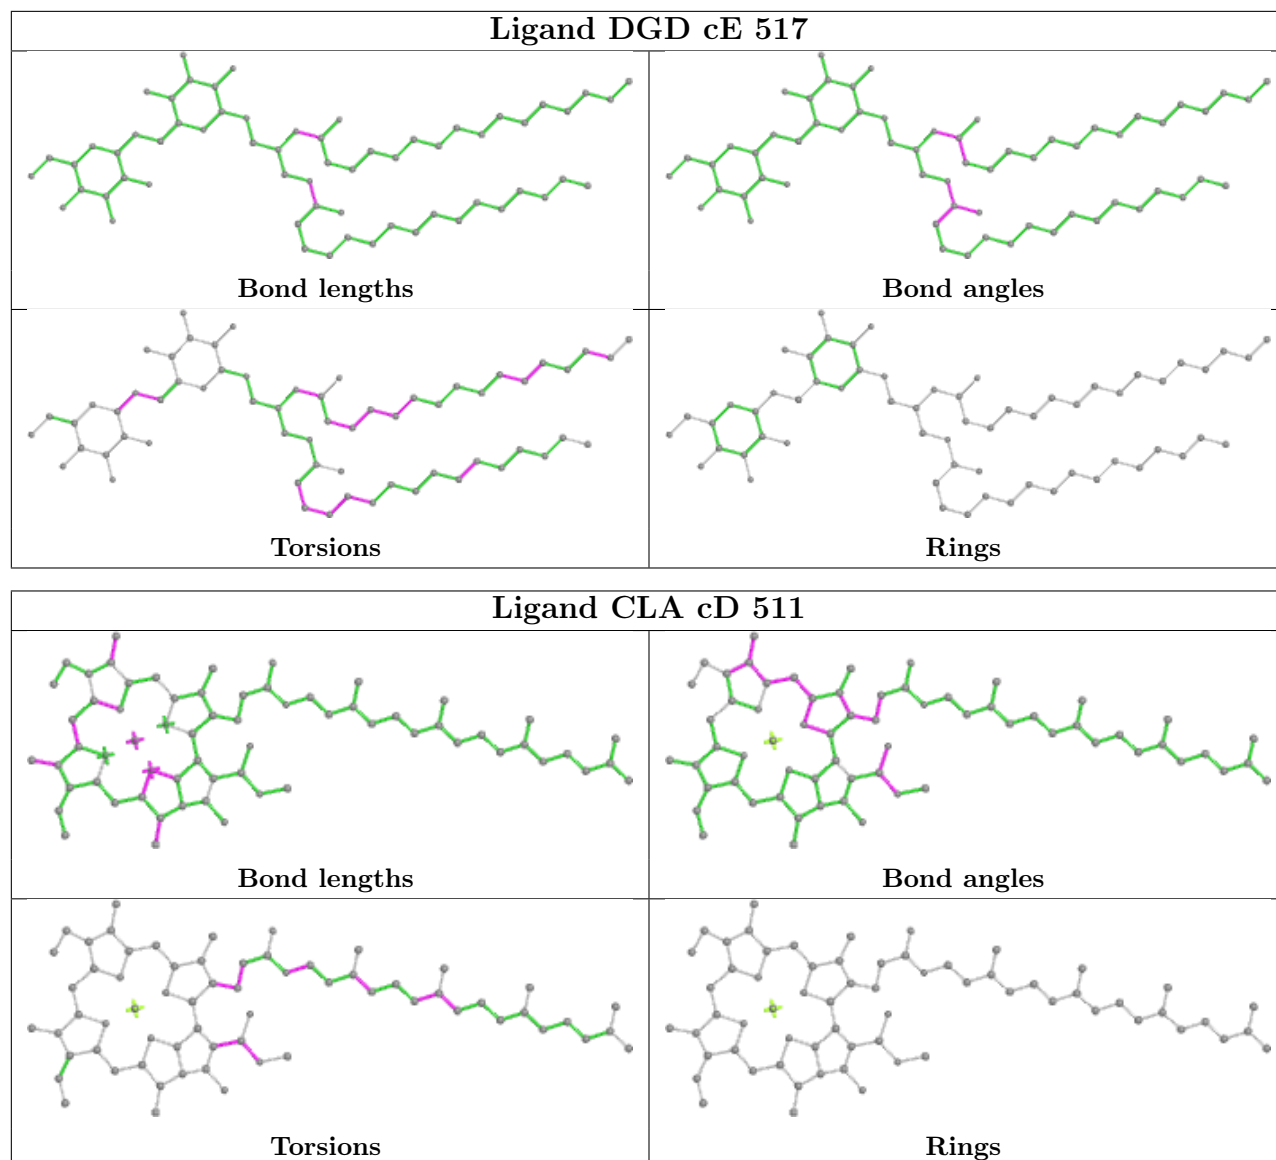 Ligand DGD cE 517
Bond lengths
Bond angles
Torsions
Rings
Ligand CLA cD 511
Bond lengths
Bond angles
Torsions
Rings